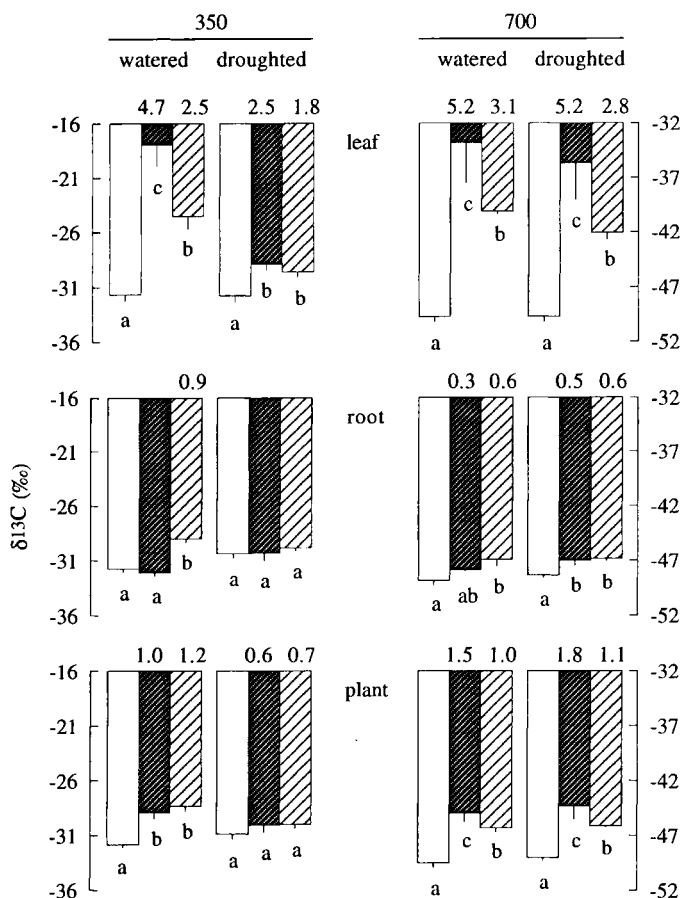 350 700
watered droughted watered droughted
4.7 2.5 2.5 1.8 5.2 3.1 5.2 2.8
-16 leaf -32
-21 -37
c c c
b b b b b
-26 -42
-31 -47
a a a a
-36 -52
0.9 0.3 0.6 0.5 0.6
-16 root -32
-21 -37
-26 -42
δ13C (‰)
-31 -47
a a b a a a a ab b a b b
-36 -52
1.0 1.2 0.6 0.7 1.5 1.0 1.8 1.1
-16 plant -32
-21 -37
-26 -42
-31 -47
a b b a a a a c b a c b
-36 -52